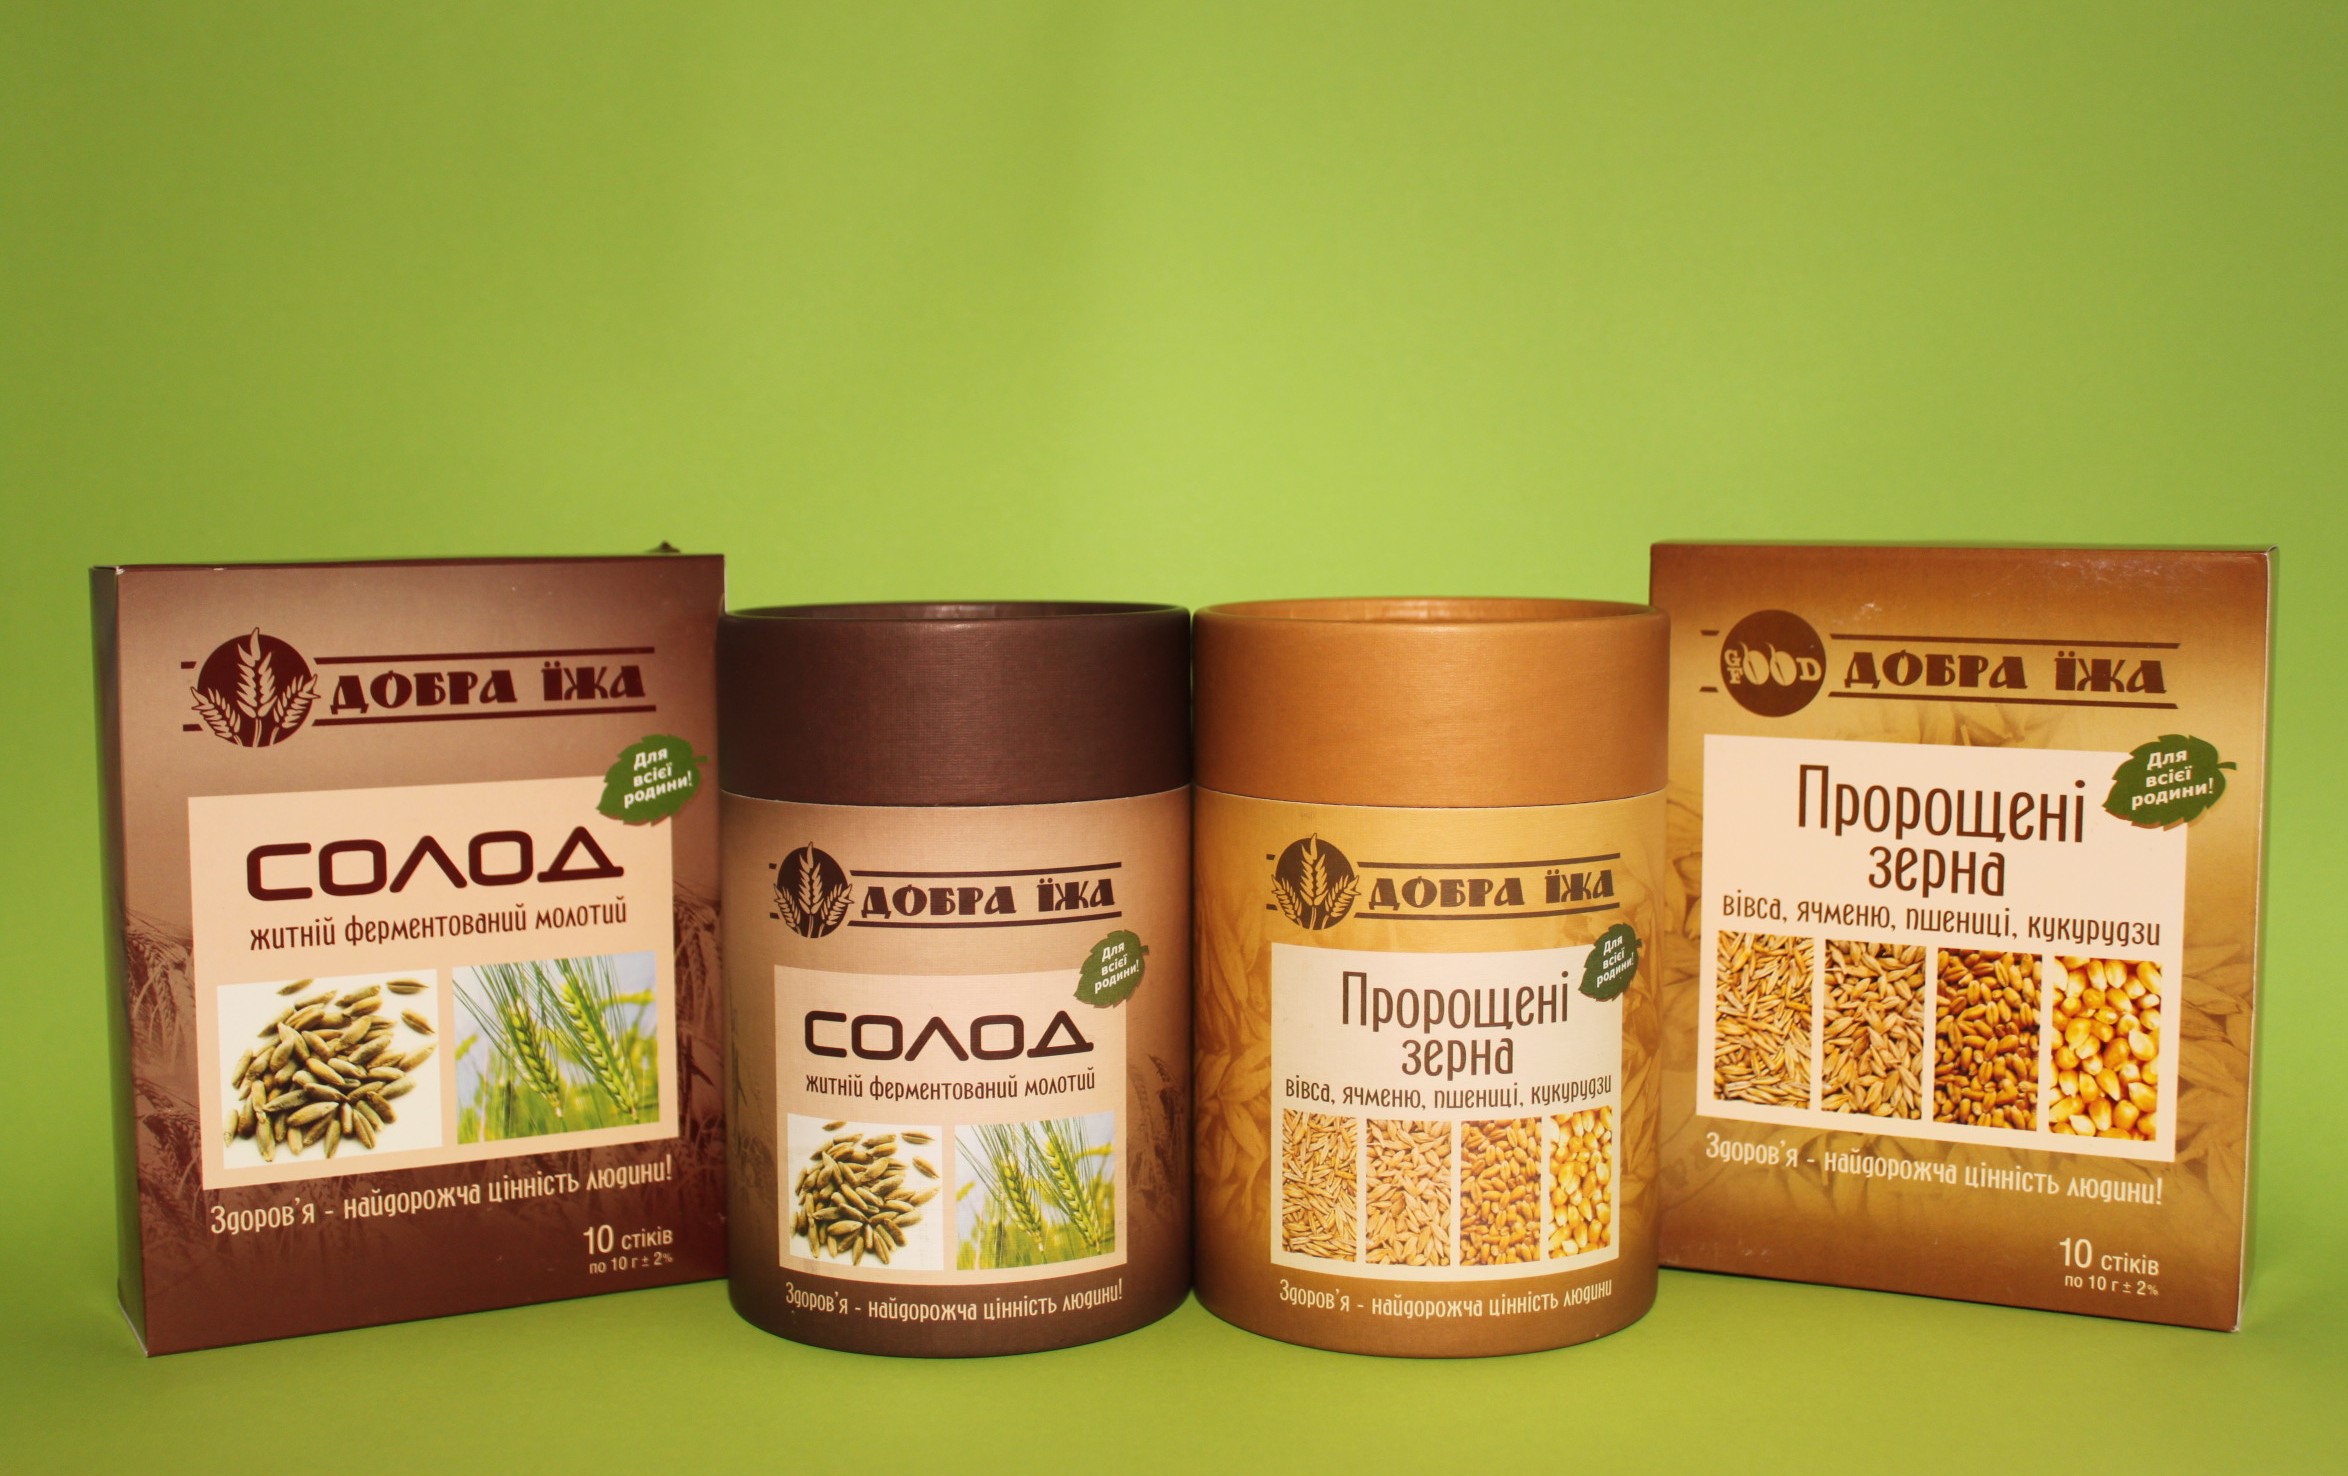 ДОБРА ЇЖА
Для
всієї
родини!
СОЛОД
житній ферментований молотий
Здоров'я - найдорожча цінність людини!
10 стіків
по 10 г ± 2%
ДОБРА ЇЖА
Для
всієї
родини!
СОЛОД
житній ферментований молотий
Здоров'я - найдорожча цінність людини!
ДОБРА ЇЖА
Для
всієї
родини!
Пророщені
зерна
вівса, ячменю, пшениці, кукурудзи
Здоров'я - найдорожча цінність людини
GOOD
F
ДОБРА ЇЖА
Для
всієї
родини!
Пророщені
зерна
вівса, ячменю, пшениці, кукурудзи
Здоров'я - найдорожча цінність людини!
10 стіків
по 10 г ± 2%